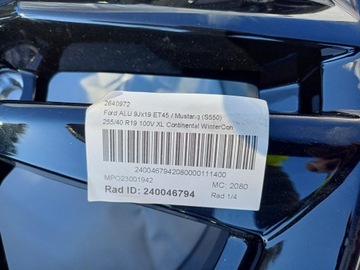 2640972
Ford ALU 9Jx19 ET45 / Mustang (S550)
255/40 R19 100V XL Continental WinterCon
2400467942080000111400
MPO23001942
MC: 2080
Rad ID: 240046794
Rad 1/4